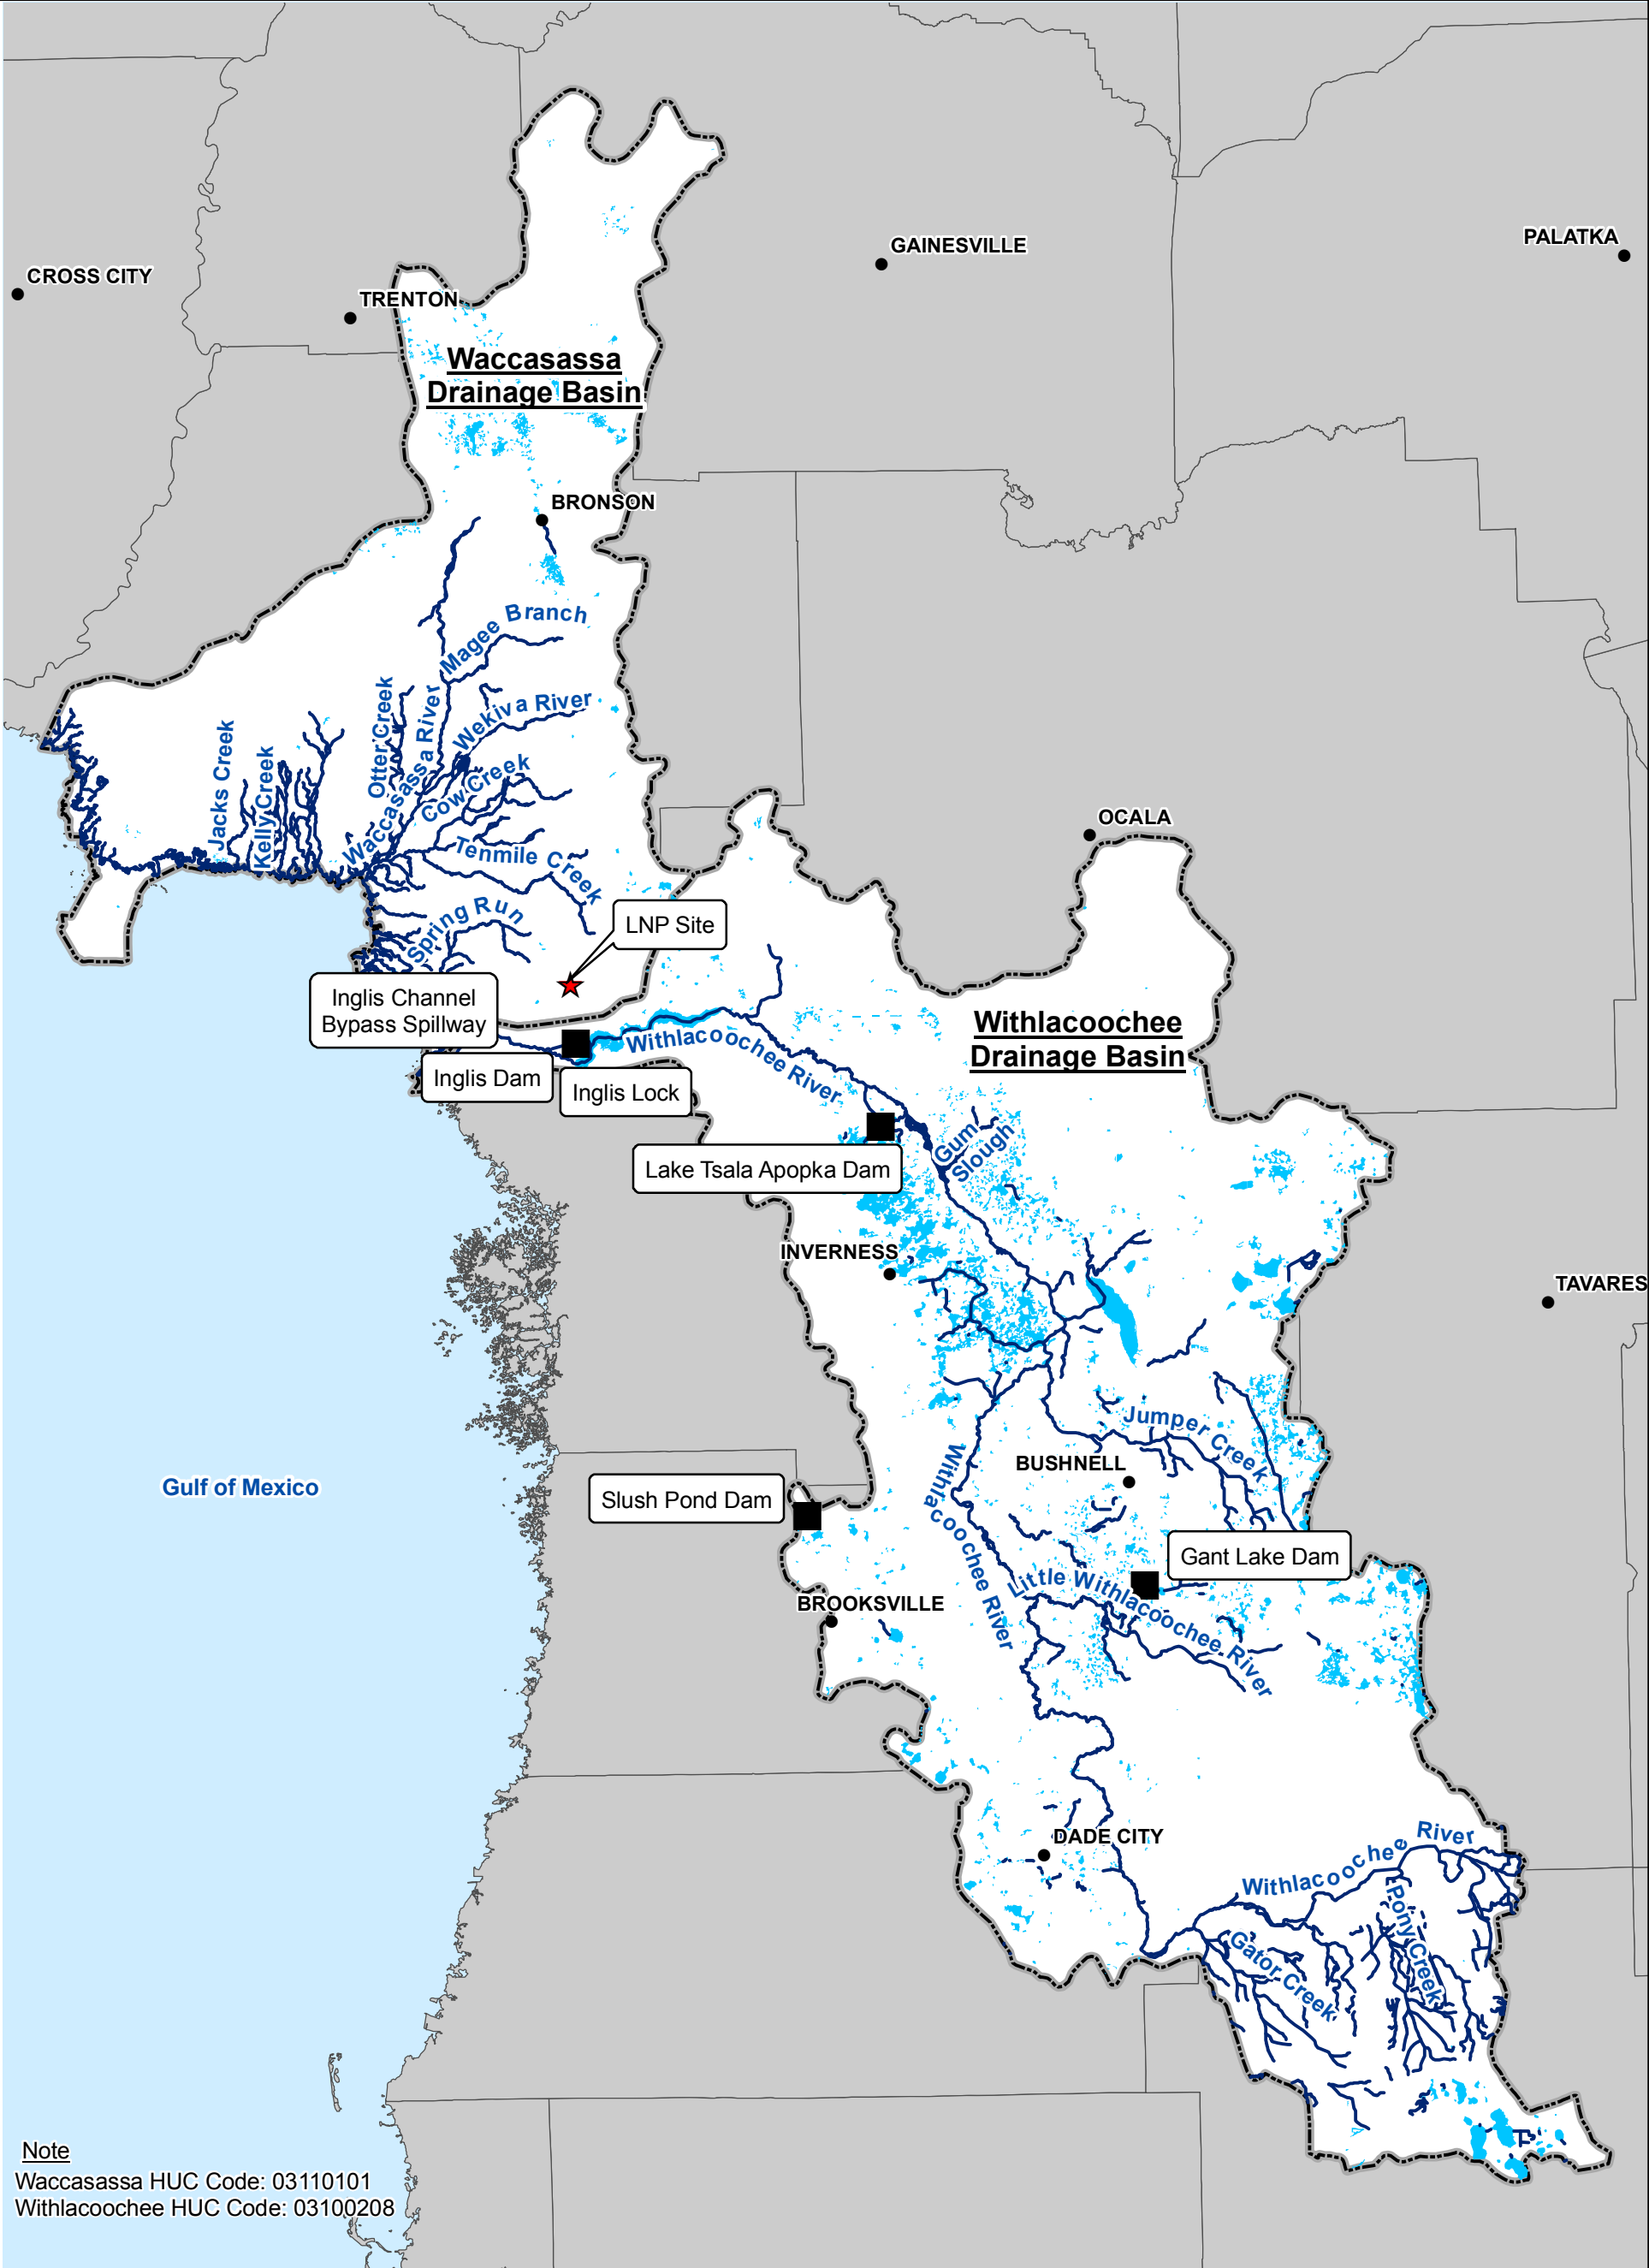 GAINESVILLE
PALATKA
CROSS CITY
TRENTON
Waccasassa
Drainage Basin
BRONSON
Magee Branch
Otter Creek
Waccasassa River
Wekiva River
Jacks Creek
Kelly Creek
Cow Creek
OCALA
Tenmile Creek
Spring Run
LNP Site
Inglis Channel
Bypass Spillway
Withlacoochee
Drainage Basin
Withlacoochee River
Inglis Dam
Inglis Lock
Gum
Slough
Lake Tsala Apopka Dam
INVERNESS
TAVARES
Jumper Creek
BUSHNELL
Withlacoochee River
Gulf of Mexico
Slush Pond Dam
Gant Lake Dam
Little Withlacoochee River
BROOKSVILLE
DADE CITY
Withlacoochee River
Pony Creek
Gator Creek
Note
Waccasassa HUC Code: 03110101
Withlacoochee HUC Code: 03100208